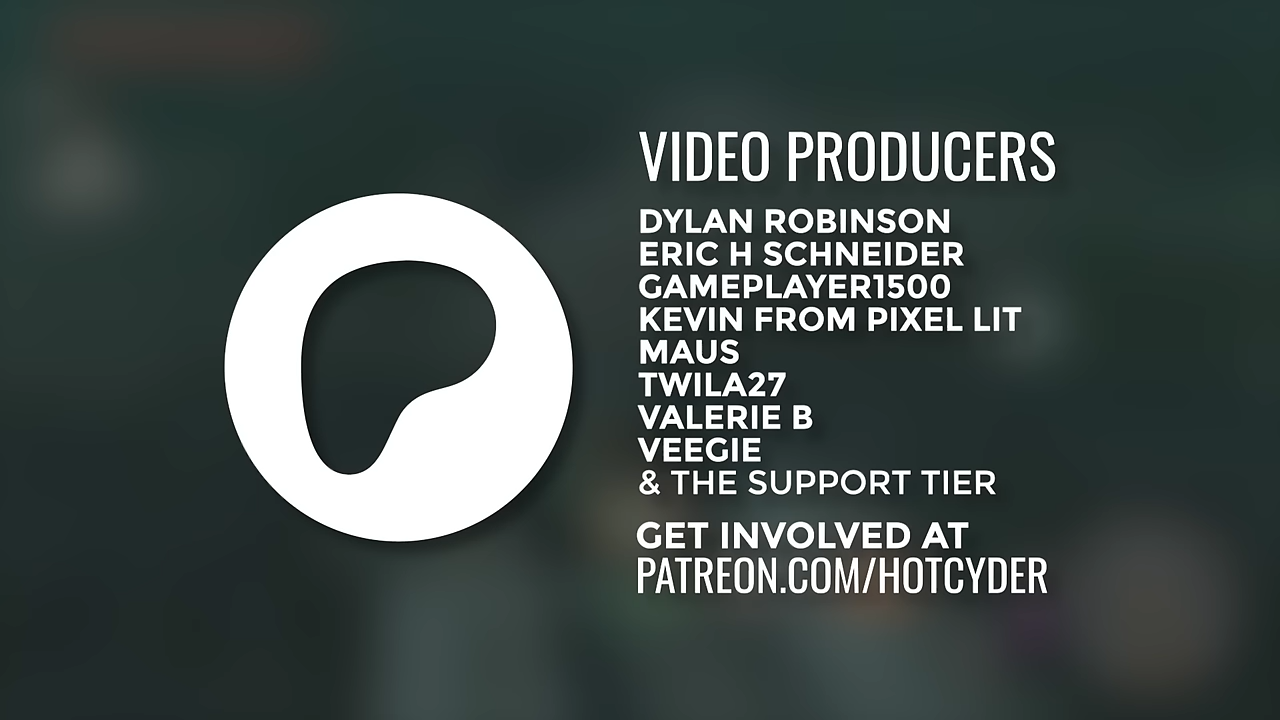 VIDEO PRODUCERS
DYLAN ROBINSON
ERIC H SCHNEIDER
GAMEPLAYER1500
KEVIN FROM PIXEL LIT
MAUS
TWILA27
VALERIE B
VEEGIE
& THE SUPPORT TIER
GET INVOLVED AT
PATREON.COM/HOTCYDER